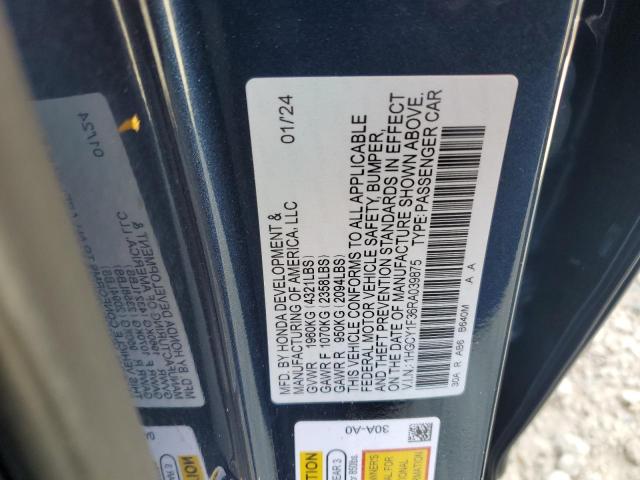 MFD. BY HONDA DEVELOPMENT &
MANUFACTURING OF AMERICA, LLC 01/'24
GVWR 1960KG (4321LBS)
GAWR F 1070KG (2358LBS)
GAWR R 950KG (2094LBS)
THIS VEHICLE CONFORMS TO ALL APPLICABLE
FEDERAL MOTOR VEHICLE SAFETY, BUMPER,
AND THEFT PREVENTION STANDARDS IN EFFECT
ON THE DATE OF MANUFACTURE SHOWN ABOVE.
V.I.N.: 1HGCY1F36RA039875 TYPE: PASSENGER CAR
30A R AB6 B640M A A
30A-A0